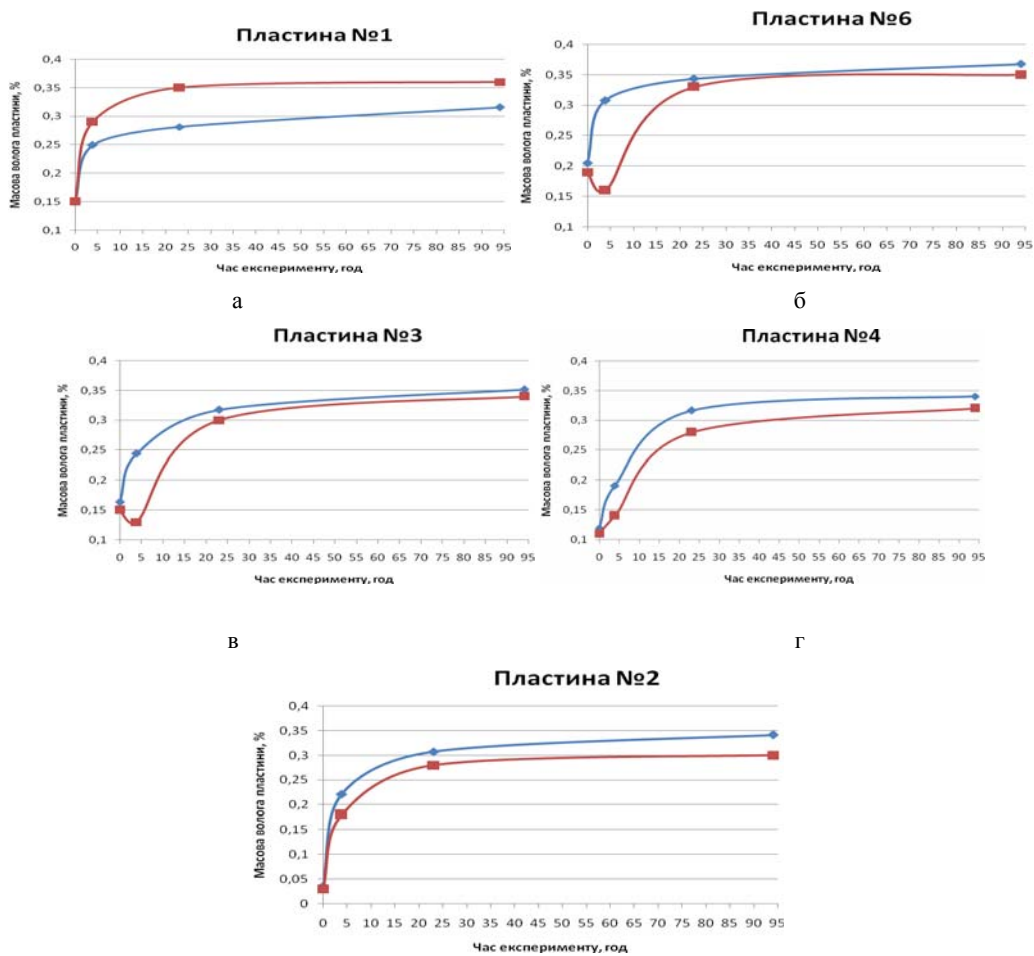 Пластина №1
Масова волога пластини, %
0,4
0,35
0,3
0,25
0,2
0,15
0,1
0 5 10 15 20 25 30 35 40 45 50 55 60 65 70 75 80 85 90 95
Час експерименту, год
а
Пластина №6
Масова волога пластини, %
0,4
0,35
0,3
0,25
0,2
0,15
0,1
0 5 10 15 20 25 30 35 40 45 50 55 60 65 70 75 80 85 90 95
Час експерименту, год
б
Пластина №3
Масова волога пластини, %
0,4
0,35
0,3
0,25
0,2
0,15
0,1
0 5 10 15 20 25 30 35 40 45 50 55 60 65 70 75 80 85 90 95
Час експерименту, год
в
Пластина №4
Масова волога пластини, %
0,4
0,35
0,3
0,25
0,2
0,15
0,1
0 5 10 15 20 25 30 35 40 45 50 55 60 65 70 75 80 85 90 95
Час експерименту, год
г
Пластина №2
Масова волога пластини, %
0,4
0,35
0,3
0,25
0,2
0,15
0,1
0,05
0
0 5 10 15 20 25 30 35 40 45 50 55 60 65 70 75 80 85 90 95
Час експерименту, год